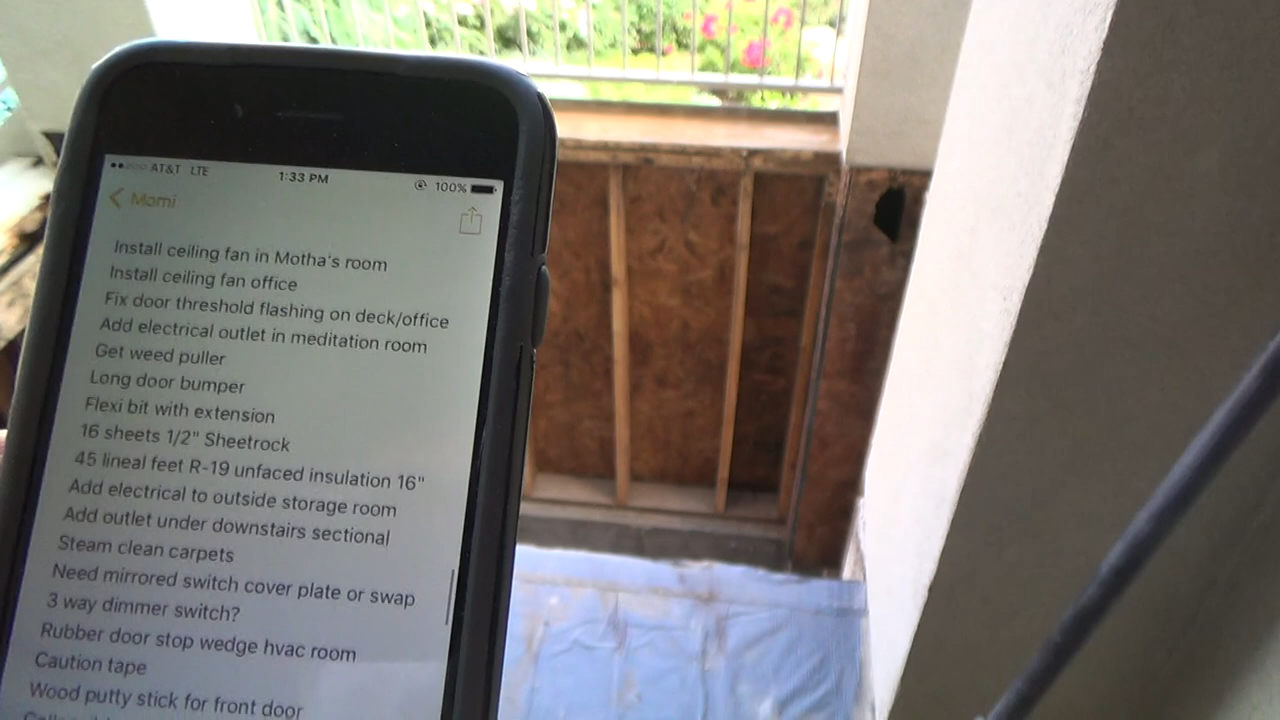 AT&T LTE 1:33 PM 100%
Momi
Install ceiling fan in Motha's room
Install ceiling fan office
Fix door threshold flashing on deck/office
Add electrical outlet in meditation room
Get weed puller
Long door bumper
Flexi bit with extension
16 sheets 1/2" Sheetrock
45 lineal feet R-19 unfaced insulation 16"
Add electrical to outside storage room
Add outlet under downstairs sectional
Steam clean carpets
Need mirrored switch cover plate or swap
3 way dimmer switch?
Rubber door stop wedge hvac room
Caution tape
Wood putty stick for front door